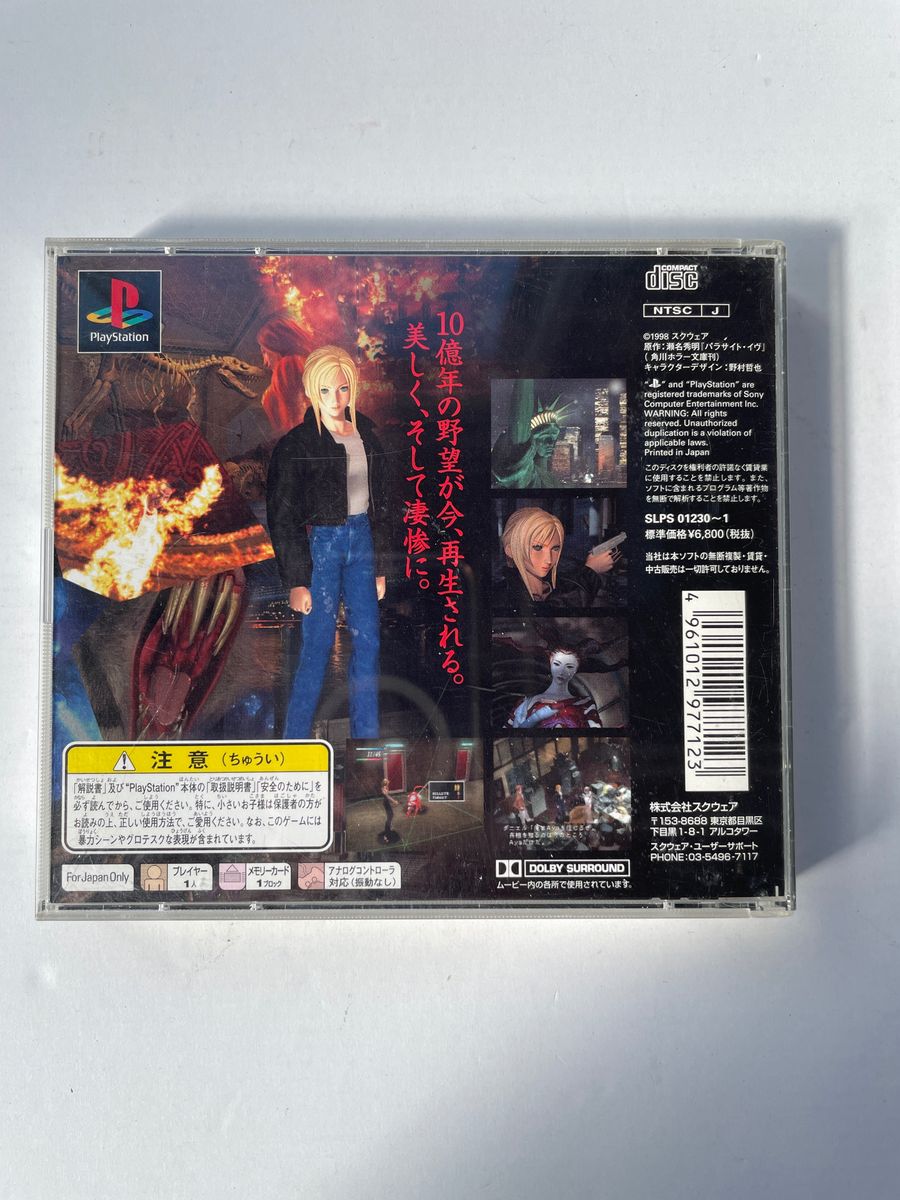 PlayStation
10億年の野望が今、再生される。
美しく、そして凄惨に。
COMPACT
disc
NTSC J
©1998 スクウェア
原作：瀬名秀明「パラサイト・イヴ」
(角川ホラー文庫刊)
キャラクターデザイン：野村哲也
" " and "PlayStation" are
registered trademarks of Sony
Computer Entertainment Inc.
WARNING: All rights
reserved. Unauthorized
duplication is a violation of
applicable laws.
Printed in Japan
このディスクを権利者の許諾なく賃貸業
に使用することを禁止します。また、
ソフトに含まれるプログラム等著作物
を無断で解析することを禁止します。
SLPS 01230～1
標準価格¥6,800(税抜)
当社は本ソフトの無断複製・賃貸・
中古販売は一切許可しておりません。
4 961012 977123
株式会社スクウェア
〒153-8688 東京都目黒区
下目黒1-8-1 アルコタワー
スクウェア・ユーザーサポート
PHONE：03-5496-7117
注意(ちゅうい)
「解説書」及び"PlayStation"本体の「取扱説明書」「安全のために」を
必ず読んでから、ご使用ください。特に、小さいお子様は保護者の方が
お読みの上、正しい使用方法で、ご愛用ください。なお、このゲームには
暴力シーンやグロテスクな表現が含まれています。
For Japan Only
プレイヤー
1人
メモリーカード
1ブロック
アナログコントローラ
対応(振動なし)
DOLBY SURROUND
ムービー内の各所で使用されています。